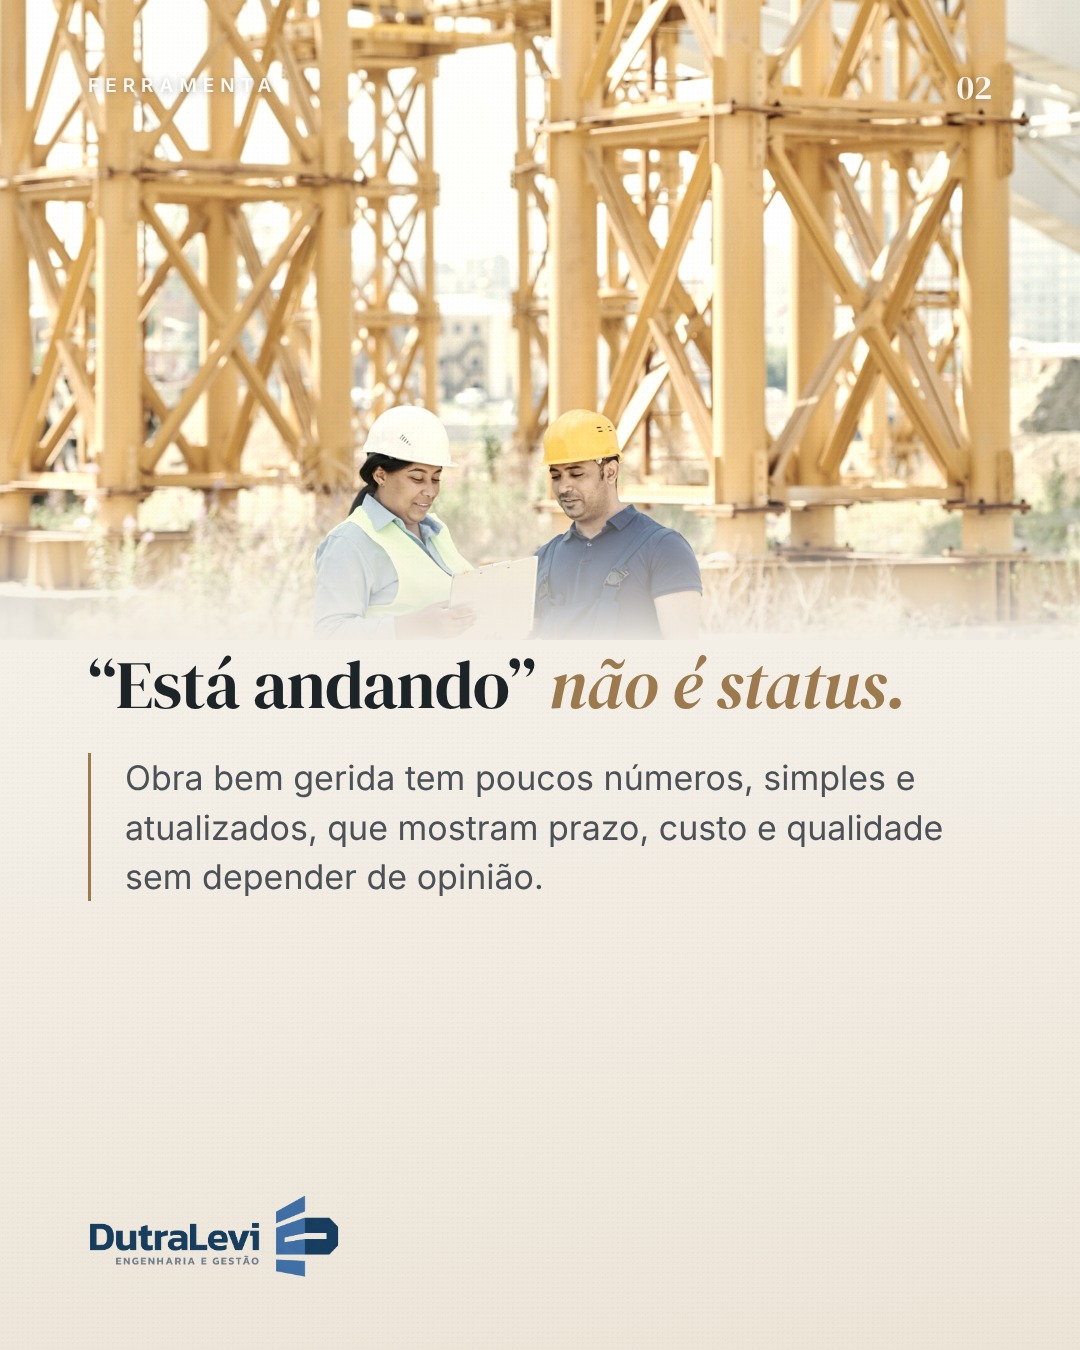 FERRAMENTA
02
“Está andando” não é status.
Obra bem gerida tem poucos números, simples e
atualizados, que mostram prazo, custo e qualidade
sem depender de opinião.
DutraLevi
ENGENHARIA E GESTÃO